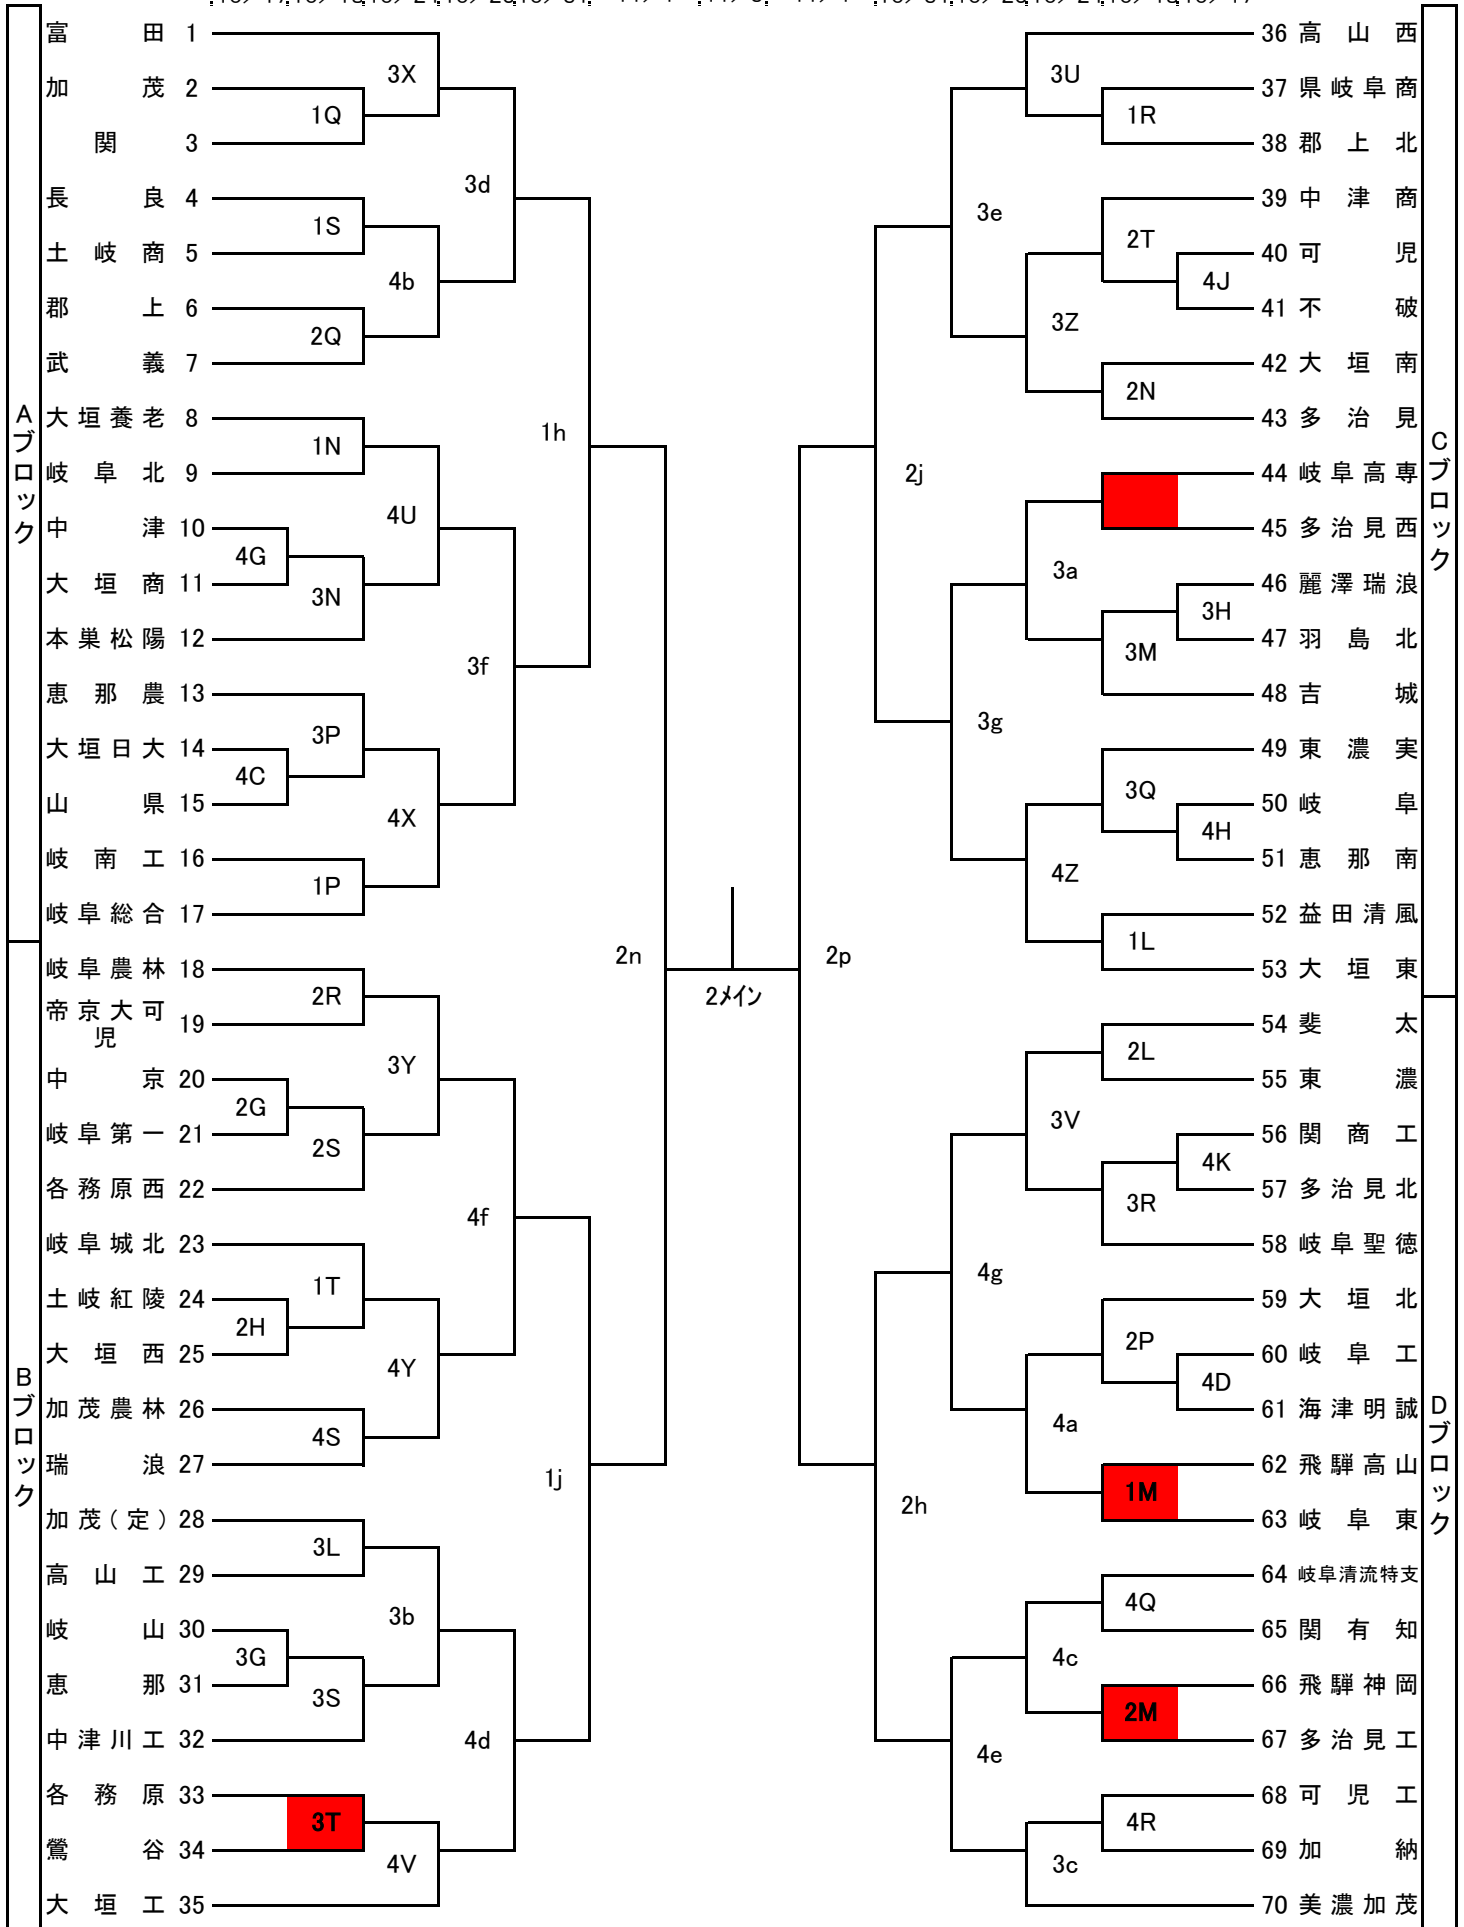 Aブロック
富田 1
加茂 2
関 3
長良 4
土岐商 5
郡上 6
武義 7
大垣養老 8
岐阜北 9
中津 10
大垣商 11
本巣松陽 12
恵那農 13
大垣日大 14
山県 15
岐南工 16
岐阜総合 17
3X
1Q
3d
1S
4b
2Q
1h
1N
4U
4G
3N
3f
3P
4C
4X
1P
Bブロック
岐阜農林 18
帝京大可児 19
中京 20
岐阜第一 21
各務原西 22
岐阜城北 23
土岐紅陵 24
大垣西 25
加茂農林 26
瑞浪 27
加茂(定) 28
高山工 29
岐山 30
恵那 31
中津川工 32
各務原 33
鶯谷 34
大垣工 35
2R
3Y
2G
2S
4f
1T
2H
4Y
4S
1j
3L
3b
3G
3S
4d
3T
4V
2n
2メイン
2p
Cブロック
36 高山西
37 県岐阜商
38 郡上北
39 中津商
40 可児
41 不破
42 大垣南
43 多治見
44 岐阜高専
45 多治見西
46 麗澤瑞浪
47 羽島北
48 吉城
49 東濃実
50 岐阜
51 恵那南
52 益田清風
53 大垣東
3U
1R
3e
2T
4J
3Z
2N
2j
3a
3H
3M
3g
3Q
4H
4Z
1L
Dブロック
54 斐太
55 東濃
56 関商工
57 多治見北
58 岐阜聖徳
59 大垣北
60 岐阜工
61 海津明誠
62 飛騨高山
63 岐阜東
64 岐阜清流特支
65 関有知
66 飛騨神岡
67 多治見工
68 可児工
69 加納
70 美濃加茂
2L
3V
4K
3R
4g
2P
4D
4a
1M
2h
4Q
4c
2M
4e
4R
3c